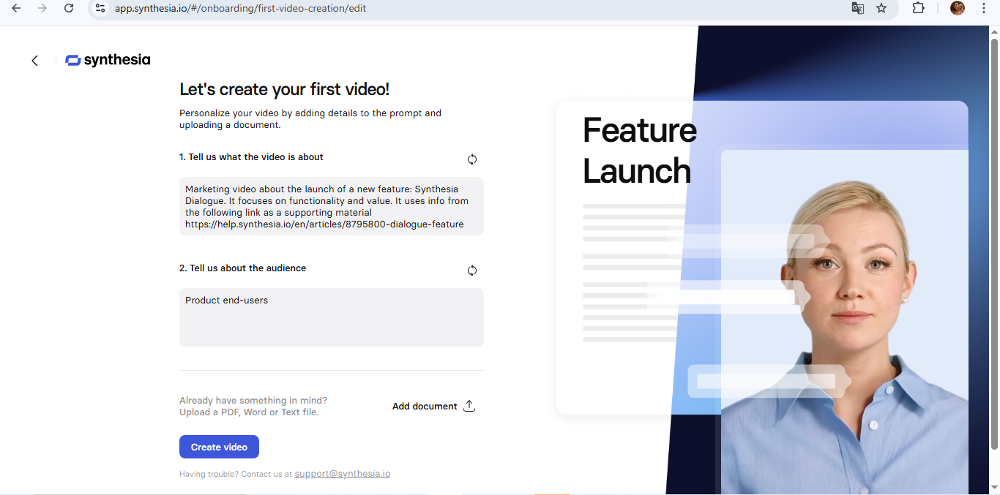 app.synthesia.io/#/onboarding/first-video-creation/edit
synthesia
Let's create your first video!
Personalize your video by adding details to the prompt and
uploading a document.
1. Tell us what the video is about
Marketing video about the launch of a new feature: Synthesia
Dialogue. It focuses on functionality and value. It uses info from
the following link as a supporting material
https://help.synthesia.io/en/articles/8795800-dialogue-feature
2. Tell us about the audience
Product end-users
Already have something in mind?
Upload a PDF, Word or Text file.
Add document
Create video
Having trouble? Contact us at support@synthesia.io
Feature
Launch